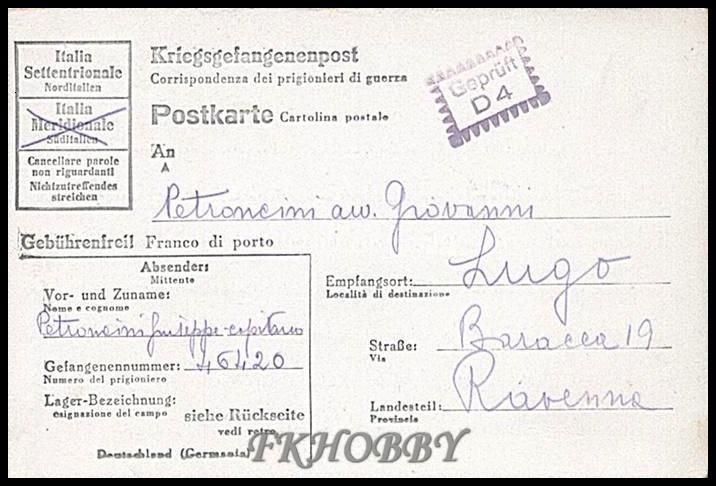 Italia
Settentrionale
Norditalien
Italia
Meridionale
Süditalien
Cancellare parole
non riguardanti
Nichtzutreffendes
streichen
Kriegsgefangenenpost
Corrispondenza dei prigionieri di guerra
Postkarte Cartolina postale
Geprüft
D4
An
A
Petroncini avv. Giovanni
Gebührenfrei! Franco di porto
Absender:
Mittente
Vor- und Zuname:
Nome e cognome
Petroncini Giuseppe-capitano
Gefangenennummer: 46420
Numero del prigioniero
Lager-Bezeichnung:
esignazione del campo
siehe Rückseite
vedi retro
Deutschland (Germania)
Empfangsort: Lugo
Località di destinazione
Straße: Baracca 19
Via
Landesteil: Ravenna
Provincia
FKHOBBY